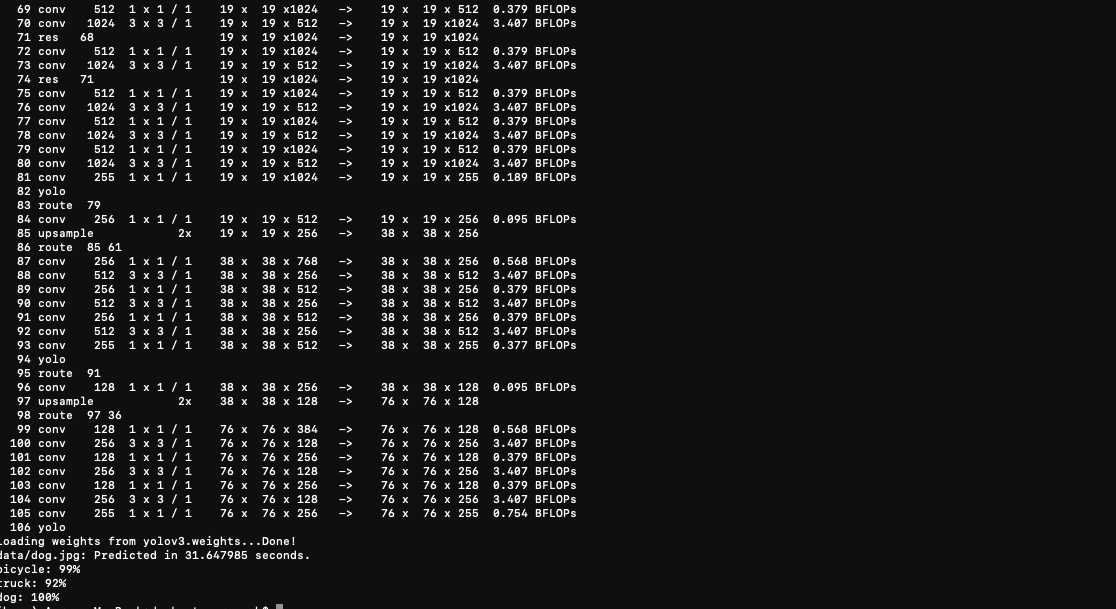 69 conv    512  1 x 1 / 1    19 x  19 x1024   ->    19 x  19 x 512  0.379 BFLOPs
70 conv   1024  3 x 3 / 1    19 x  19 x 512   ->    19 x  19 x1024  3.407 BFLOPs
71 res   68                  19 x  19 x1024   ->    19 x  19 x1024
72 conv    512  1 x 1 / 1    19 x  19 x1024   ->    19 x  19 x 512  0.379 BFLOPs
73 conv   1024  3 x 3 / 1    19 x  19 x 512   ->    19 x  19 x1024  3.407 BFLOPs
74 res   71                  19 x  19 x1024   ->    19 x  19 x1024
75 conv    512  1 x 1 / 1    19 x  19 x1024   ->    19 x  19 x 512  0.379 BFLOPs
76 conv   1024  3 x 3 / 1    19 x  19 x 512   ->    19 x  19 x1024  3.407 BFLOPs
77 conv    512  1 x 1 / 1    19 x  19 x1024   ->    19 x  19 x 512  0.379 BFLOPs
78 conv   1024  3 x 3 / 1    19 x  19 x 512   ->    19 x  19 x1024  3.407 BFLOPs
79 conv    512  1 x 1 / 1    19 x  19 x1024   ->    19 x  19 x 512  0.379 BFLOPs
80 conv   1024  3 x 3 / 1    19 x  19 x 512   ->    19 x  19 x1024  3.407 BFLOPs
81 conv    255  1 x 1 / 1    19 x  19 x1024   ->    19 x  19 x 255  0.189 BFLOPs
82 yolo
83 route  79
84 conv    256  1 x 1 / 1    19 x  19 x 512   ->    19 x  19 x 256  0.095 BFLOPs
85 upsample            2x    19 x  19 x 256   ->    38 x  38 x 256
86 route  85 61
87 conv    256  1 x 1 / 1    38 x  38 x 768   ->    38 x  38 x 256  0.568 BFLOPs
88 conv    512  3 x 3 / 1    38 x  38 x 256   ->    38 x  38 x 512  3.407 BFLOPs
89 conv    256  1 x 1 / 1    38 x  38 x 512   ->    38 x  38 x 256  0.379 BFLOPs
90 conv    512  3 x 3 / 1    38 x  38 x 256   ->    38 x  38 x 512  3.407 BFLOPs
91 conv    256  1 x 1 / 1    38 x  38 x 512   ->    38 x  38 x 256  0.379 BFLOPs
92 conv    512  3 x 3 / 1    38 x  38 x 256   ->    38 x  38 x 512  3.407 BFLOPs
93 conv    255  1 x 1 / 1    38 x  38 x 512   ->    38 x  38 x 255  0.377 BFLOPs
94 yolo
95 route  91
96 conv    128  1 x 1 / 1    38 x  38 x 256   ->    38 x  38 x 128  0.095 BFLOPs
97 upsample            2x    38 x  38 x 128   ->    76 x  76 x 128
98 route  97 36
99 conv    128  1 x 1 / 1    76 x  76 x 384   ->    76 x  76 x 128  0.568 BFLOPs
100 conv    256  3 x 3 / 1    76 x  76 x 128   ->    76 x  76 x 256  3.407 BFLOPs
101 conv    128  1 x 1 / 1    76 x  76 x 256   ->    76 x  76 x 128  0.379 BFLOPs
102 conv    256  3 x 3 / 1    76 x  76 x 128   ->    76 x  76 x 256  3.407 BFLOPs
103 conv    128  1 x 1 / 1    76 x  76 x 256   ->    76 x  76 x 128  0.379 BFLOPs
104 conv    256  3 x 3 / 1    76 x  76 x 128   ->    76 x  76 x 256  3.407 BFLOPs
105 conv    255  1 x 1 / 1    76 x  76 x 256   ->    76 x  76 x 255  0.754 BFLOPs
106 yolo
Loading weights from yolov3.weights...Done!
data/dog.jpg: Predicted in 31.647985 seconds.
bicycle: 99%
truck: 92%
dog: 100%